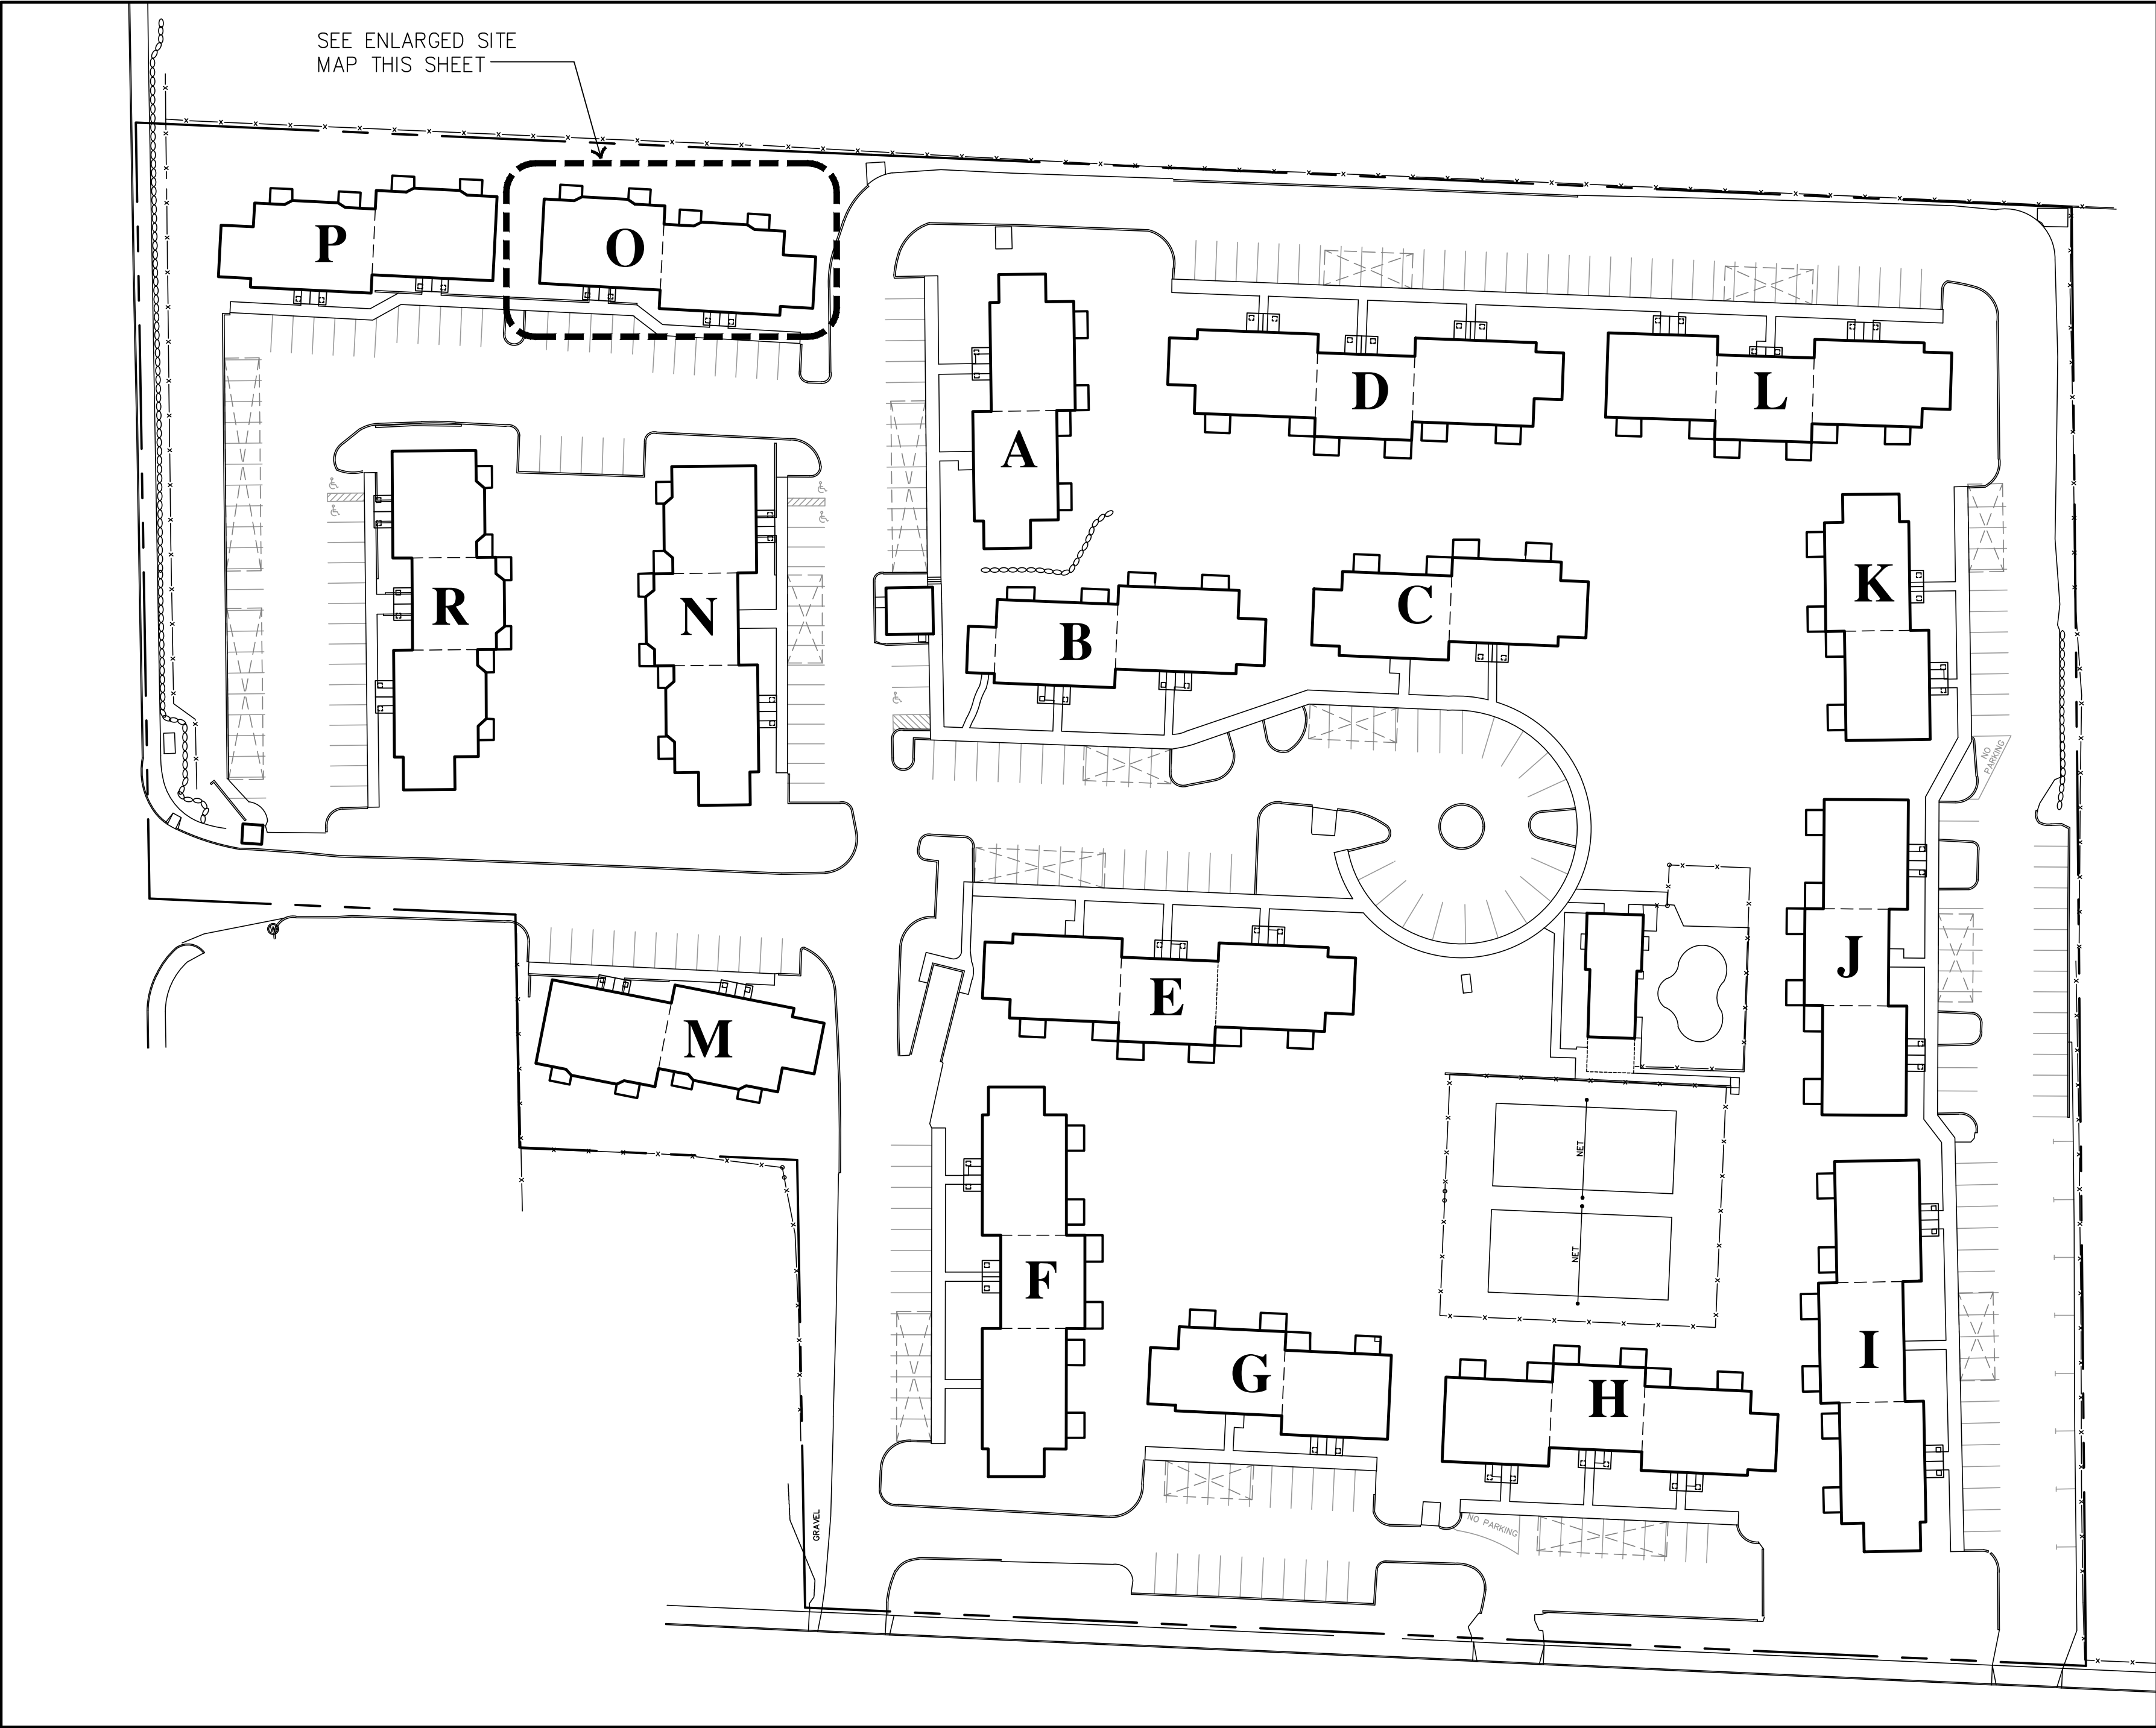 SEE ENLARGED SITE
MAP THIS SHEET
P
O
A
D
L
R
N
B
C
K
NO
PARKING
M
E
J
W
NET
NET
F
G
H
I
NO PARKING
GRAVEL